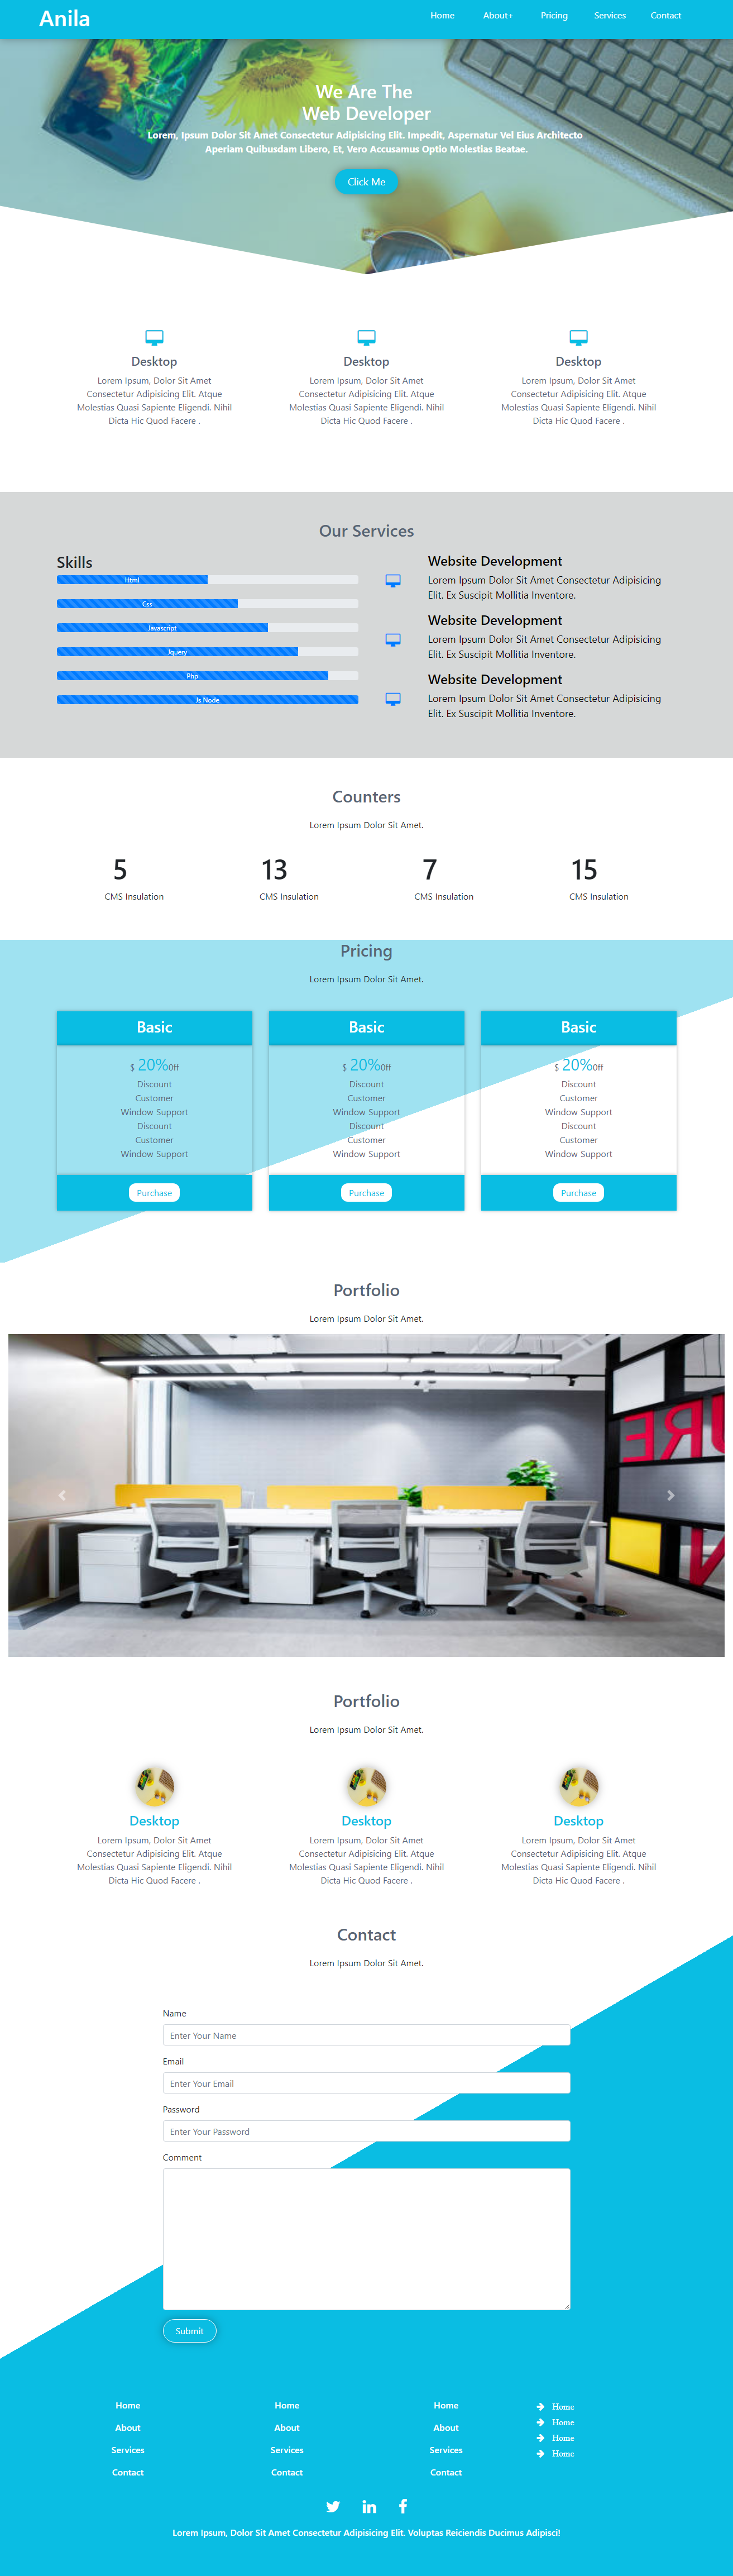 Anila
Home About+ Pricing Services Contact
We Are The
Web Developer
Lorem, Ipsum Dolor Sit Amet Consectetur Adipisicing Elit. Impedit, Aspernatur Vel Eius Architecto
Aperiam Quibusdam Libero, Et, Vero Accusamus Optio Molestias Beatae.
Click Me
Desktop
Lorem Ipsum, Dolor Sit Amet
Consectetur Adipisicing Elit. Atque
Molestias Quasi Sapiente Eligendi. Nihil
Dicta Hic Quod Facere .
Desktop
Lorem Ipsum, Dolor Sit Amet
Consectetur Adipisicing Elit. Atque
Molestias Quasi Sapiente Eligendi. Nihil
Dicta Hic Quod Facere .
Desktop
Lorem Ipsum, Dolor Sit Amet
Consectetur Adipisicing Elit. Atque
Molestias Quasi Sapiente Eligendi. Nihil
Dicta Hic Quod Facere .
Our Services
Skills
Html
Css
Javascript
Jquery
Php
Js Node
Website Development
Lorem Ipsum Dolor Sit Amet Consectetur Adipisicing
Elit. Ex Suscipit Mollitia Inventore.
Website Development
Lorem Ipsum Dolor Sit Amet Consectetur Adipisicing
Elit. Ex Suscipit Mollitia Inventore.
Website Development
Lorem Ipsum Dolor Sit Amet Consectetur Adipisicing
Elit. Ex Suscipit Mollitia Inventore.
Counters
Lorem Ipsum Dolor Sit Amet.
5
CMS Insulation
13
CMS Insulation
7
CMS Insulation
15
CMS Insulation
Pricing
Lorem Ipsum Dolor Sit Amet.
Basic
$ 20%Off
Discount
Customer
Window Support
Discount
Customer
Window Support
Purchase
Basic
$ 20%Off
Discount
Customer
Window Support
Discount
Customer
Window Support
Purchase
Basic
$ 20%Off
Discount
Customer
Window Support
Discount
Customer
Window Support
Purchase
Portfolio
Lorem Ipsum Dolor Sit Amet.
URE
Portfolio
Lorem Ipsum Dolor Sit Amet.
Desktop
Lorem Ipsum, Dolor Sit Amet
Consectetur Adipisicing Elit. Atque
Molestias Quasi Sapiente Eligendi. Nihil
Dicta Hic Quod Facere .
Desktop
Lorem Ipsum, Dolor Sit Amet
Consectetur Adipisicing Elit. Atque
Molestias Quasi Sapiente Eligendi. Nihil
Dicta Hic Quod Facere .
Desktop
Lorem Ipsum, Dolor Sit Amet
Consectetur Adipisicing Elit. Atque
Molestias Quasi Sapiente Eligendi. Nihil
Dicta Hic Quod Facere .
Contact
Lorem Ipsum Dolor Sit Amet.
Name
Enter Your Name
Email
Enter Your Email
Password
Enter Your Password
Comment
Submit
Home
About
Services
Contact
Home
About
Services
Contact
Home
About
Services
Contact
Home
Home
Home
Home
Lorem Ipsum, Dolor Sit Amet Consectetur Adipisicing Elit. Voluptas Reiciendis Ducimus Adipisci!